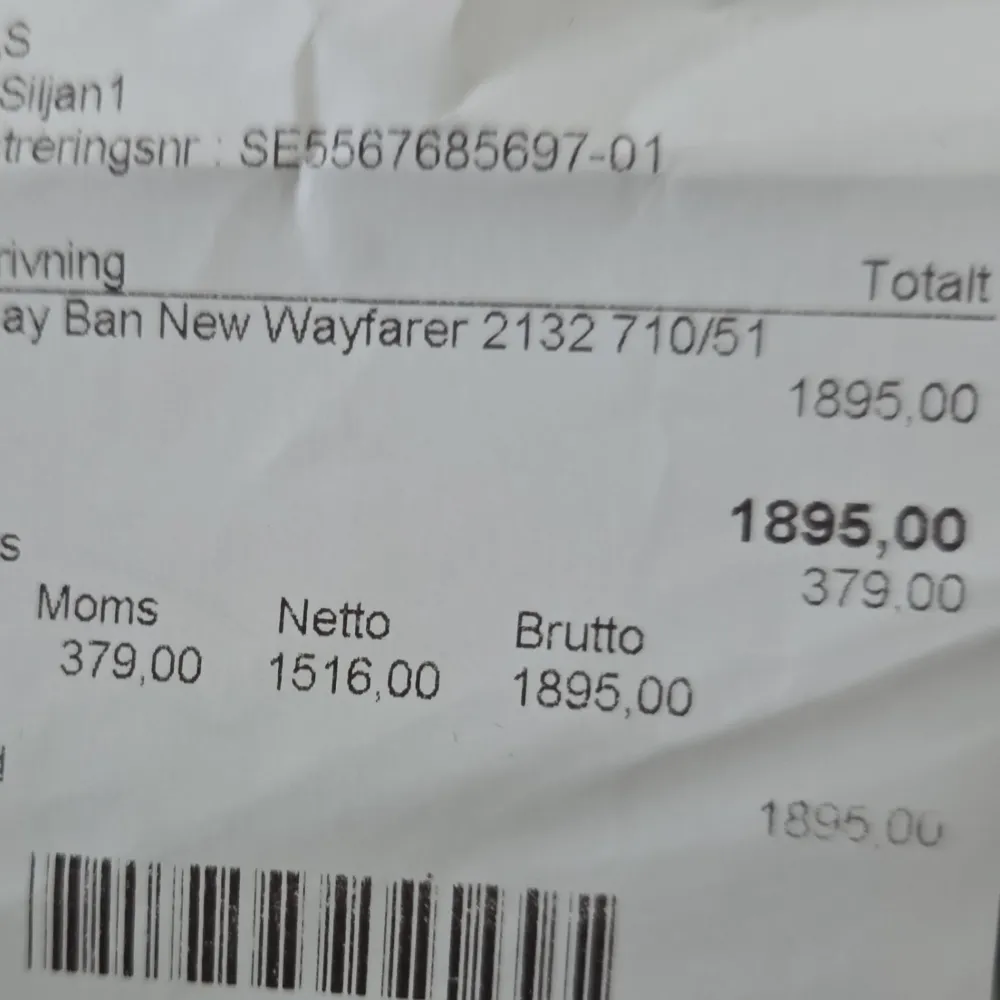 S
Siljan1
treringsnr : SE5567685697-01
rivning Totalt
ay Ban New Wayfarer 2132 710/51
1895,00
1895,00
s 379,00
Moms Netto Brutto
379,00 1516,00 1895,00
1895,00